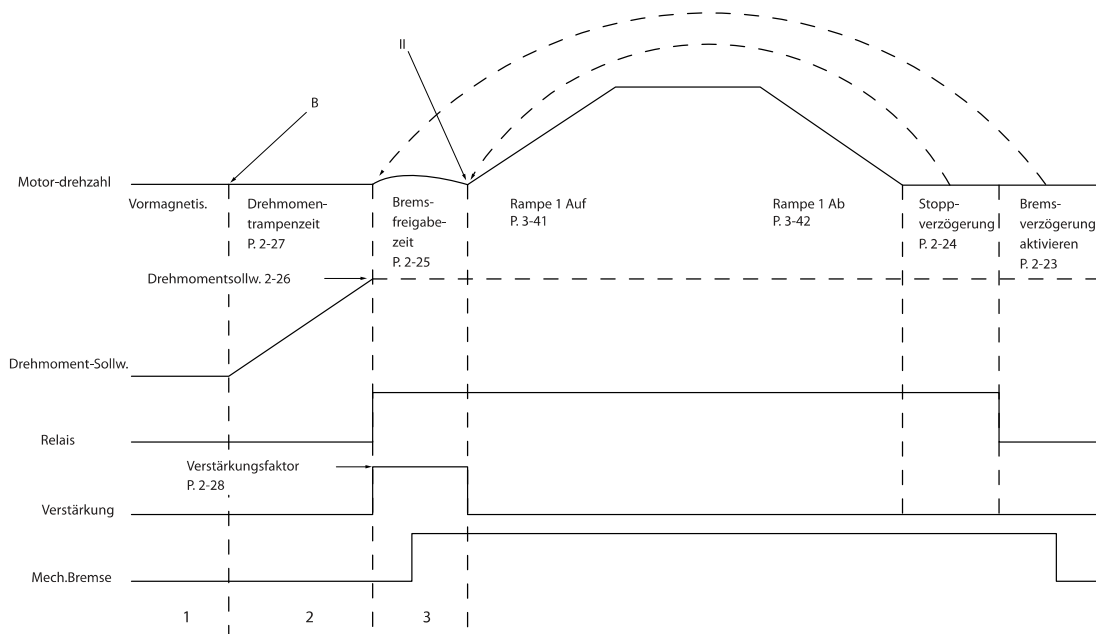 II
B
Motor-drehzahl
Vormagnetis.
Drehmomen-
trampenzeit
P. 2-27
Brems-
freigabe-
zeit
P. 2-25
Rampe 1 Auf
P. 3-41
Rampe 1 Ab
P. 3-42
Stopp-
verzögerung
P. 2-24
Brems-
verzögerung
aktivieren
P. 2-23
Drehmomentsollw. 2-26
Drehmoment-Sollw.
Relais
Verstärkungsfaktor
P. 2-28
Verstärkung
Mech.Bremse
1
2
3